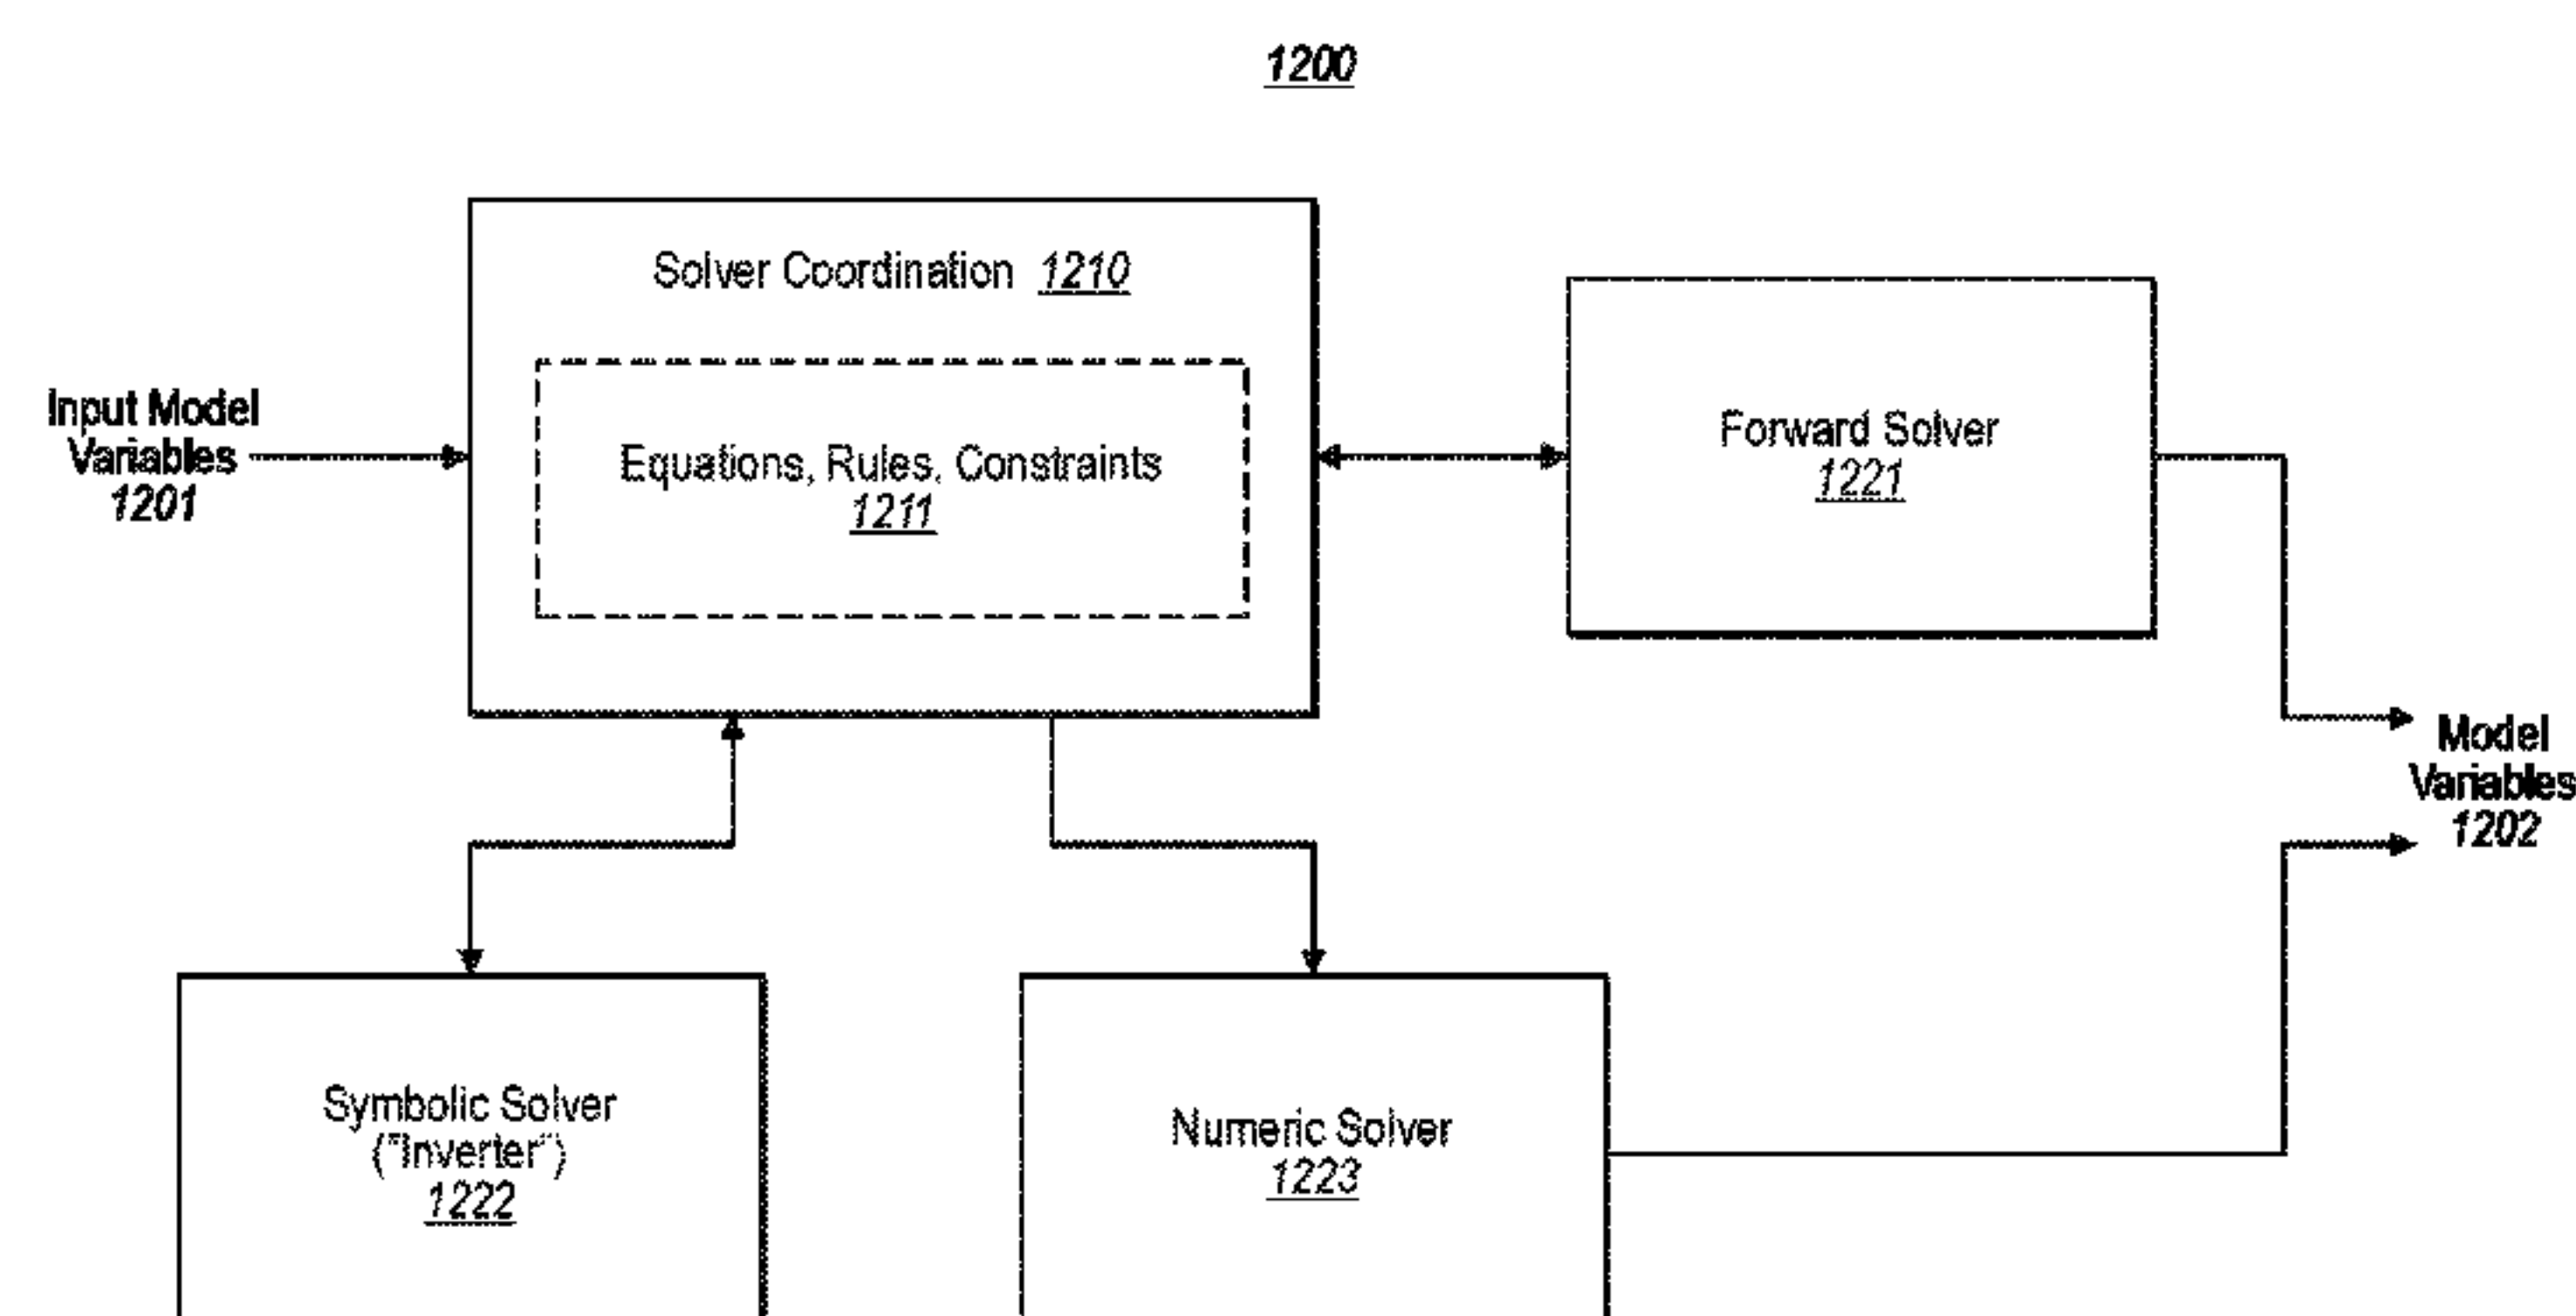 1200
Solver Coordination 1210
Equations, Rules, Constraints
1211
Input Model
Variables
1201
Forward Solver
1221
Model
Variables
1202
Symbolic Solver
("Inverter")
1222
Numeric Solver
1223